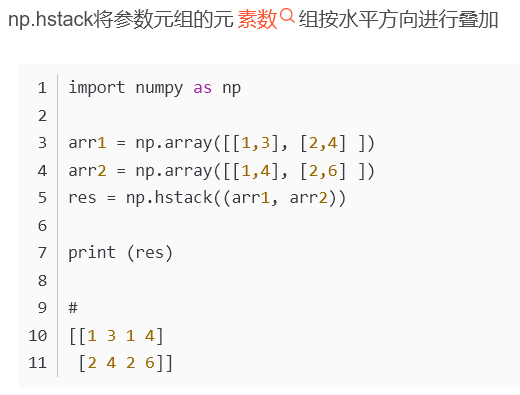 np.hstack将参数元组的元素数组按水平方向进行叠加
1 import numpy as np
2
3 arr1 = np.array([[1,3], [2,4] ])
4 arr2 = np.array([[1,4], [2,6] ])
5 res = np.hstack((arr1, arr2))
6
7 print (res)
8
9 #
10 [[1 3 1 4]
11  [2 4 2 6]]